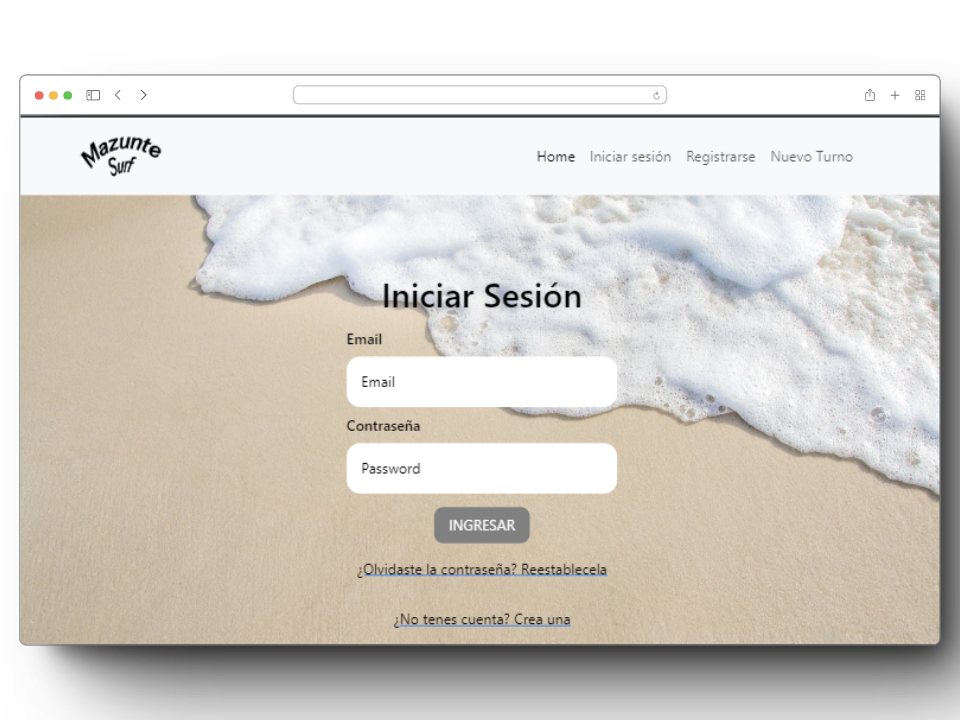 Mazunte
Surf
Home Iniciar sesión Registrarse Nuevo Turno
Iniciar Sesión
Email
Email
Contraseña
Password
INGRESAR
¿Olvidaste la contraseña? Reestablecela
¿No tenes cuenta? Crea una